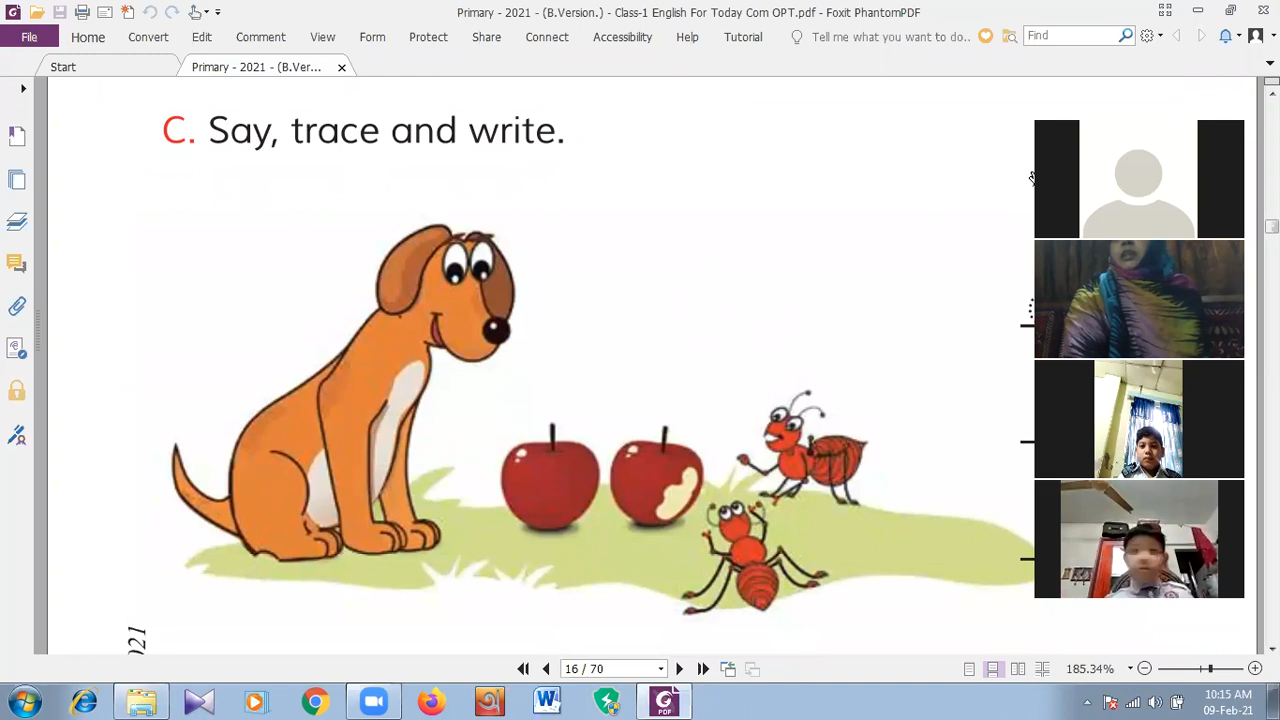 Primary - 2021 - (B.Version.) - Class-1 English For Today Com OPT.pdf - Foxit PhantomPDF
File Home Convert Edit Comment View Form Protect Share Connect Accessibility Help Tutorial Tell me what you want to do.. Find
Start Primary - 2021 - (B.Ver...
C. Say, trace and write.
021
16 / 70 185.34%
10:15 AM
09-Feb-21